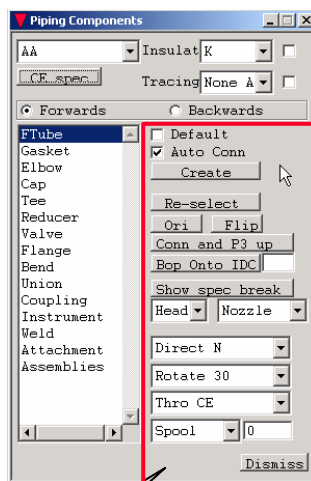 Piping Components
AA Insulat K
CE spec Tracing None A
Forwards Backwards
FTube
Gasket
Elbow
Cap
Tee
Reducer
Valve
Flange
Bend
Union
Coupling
Instrument
Weld
Attachment
Assemblies
Default
Auto Conn
Create
Re-select
Ori Flip
Conn and P3 up
Bop Onto IDC
Show spec break
Head Nozzle
Direct N
Rotate 30
Thro CE
Spool 0
Dismiss